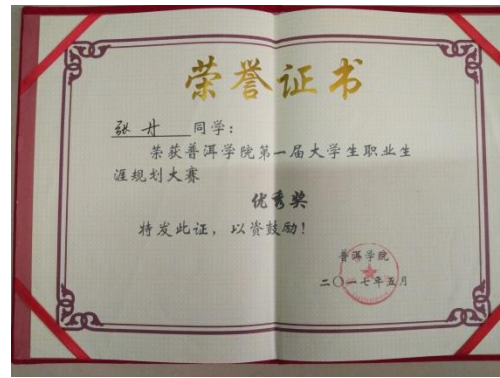 荣誉证书
张丹 同学：
荣获普洱学院第一届大学生职业生
涯规划大赛
优秀奖
特发此证，以资鼓励！
普洱学院
二〇一七年五月